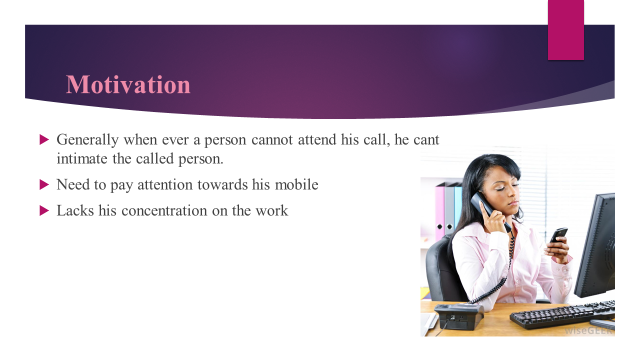 Motivation
Generally when ever a person cannot attend his call, he cant
intimate the called person.
Need to pay attention towards his mobile
Lacks his concentration on the work
wiseGEEK